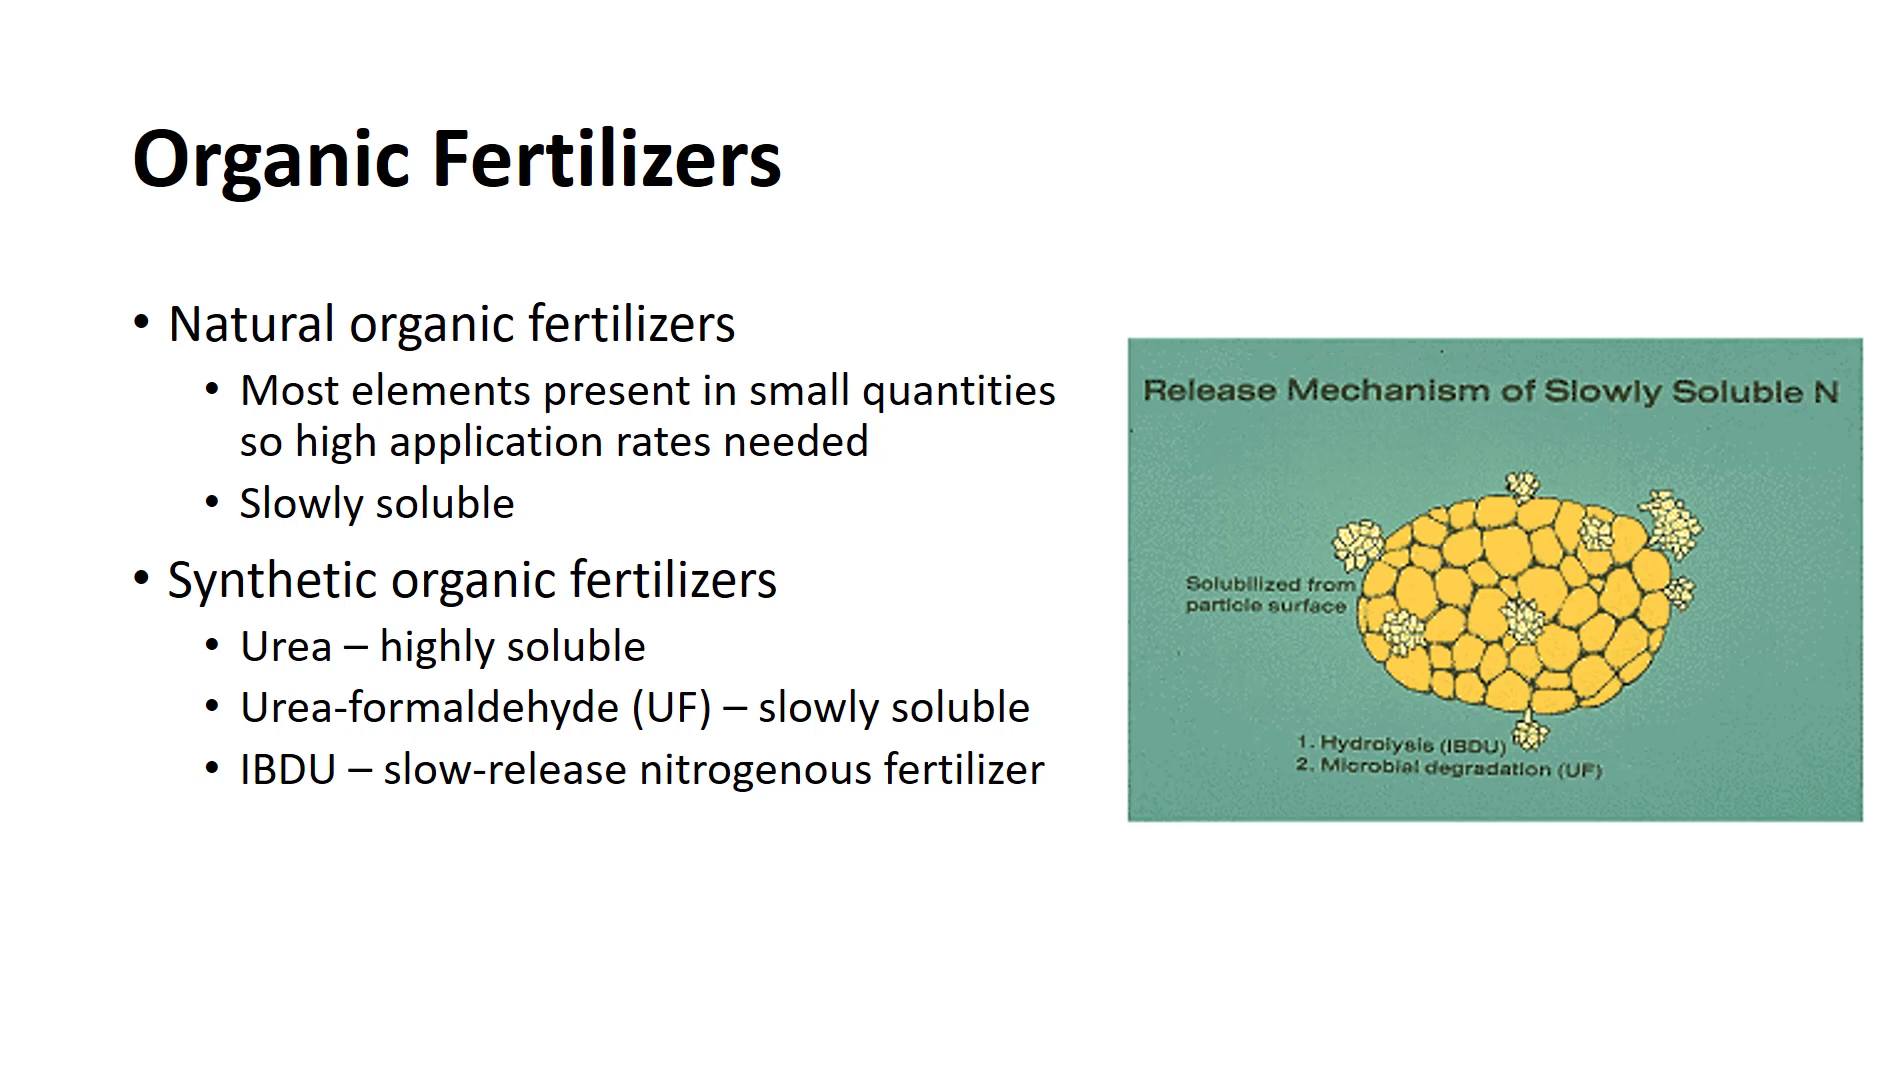 Organic Fertilizers
• Natural organic fertilizers
• Most elements present in small quantities
so high application rates needed
• Slowly soluble
• Synthetic organic fertilizers
• Urea – highly soluble
• Urea-formaldehyde (UF) – slowly soluble
• IBDU – slow-release nitrogenous fertilizer
Release Mechanism of Slowly Soluble N
Solubilized from
particle surface
1. Hydrolysis (IBDU)
2. Microbial degradation (UF)